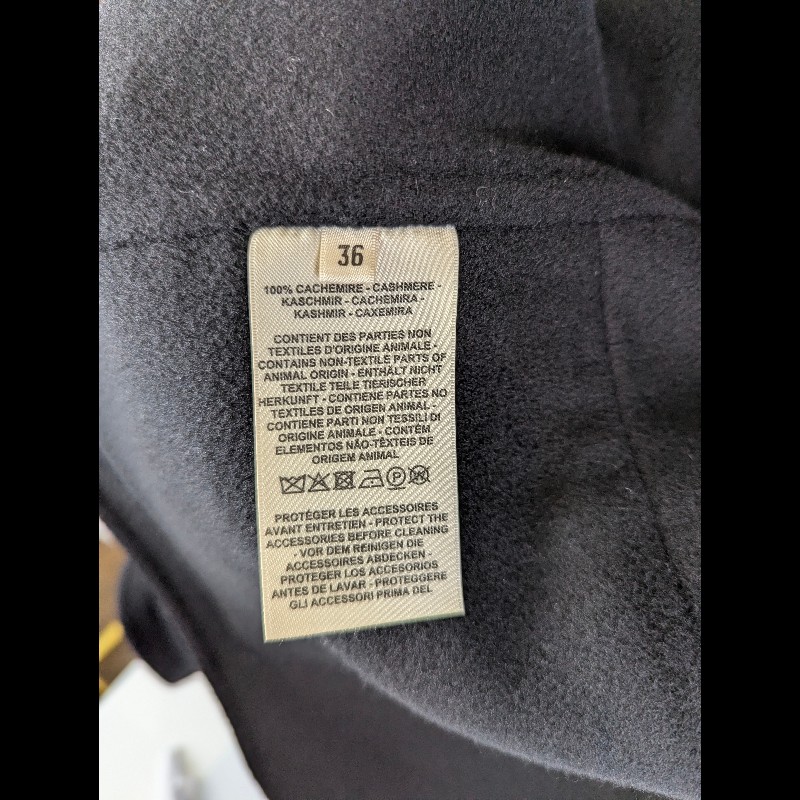 36
100% CACHEMIRE - CASHMERE -
KASCHMIR - CACHEMIRA -
KASHMIR - CAXEMIRA
CONTIENT DES PARTIES NON
TEXTILES D'ORIGINE ANIMALE -
CONTAINS NON-TEXTILE PARTS OF
ANIMAL ORIGIN - ENTHÄLT NICHT
TEXTILE TEILE TIERISCHER
HERKUNFT - CONTIENE PARTES NO
TEXTILES DE ORIGEN ANIMAL -
CONTIENE PARTI NON TESSILI DI
ORIGINE ANIMALE - CONTÉM
ELEMENTOS NÃO-TÊXTEIS DE
ORIGEM ANIMAL
P
PROTÉGER LES ACCESSOIRES
AVANT ENTRETIEN - PROTECT THE
ACCESSORIES BEFORE CLEANING
- VOR DEM REINIGEN DIE
ACCESSOIRES ABDECKEN -
PROTEGER LOS ACCESORIOS
ANTES DE LAVAR - PROTEGGERE
GLI ACCESSORI PRIMA DEL